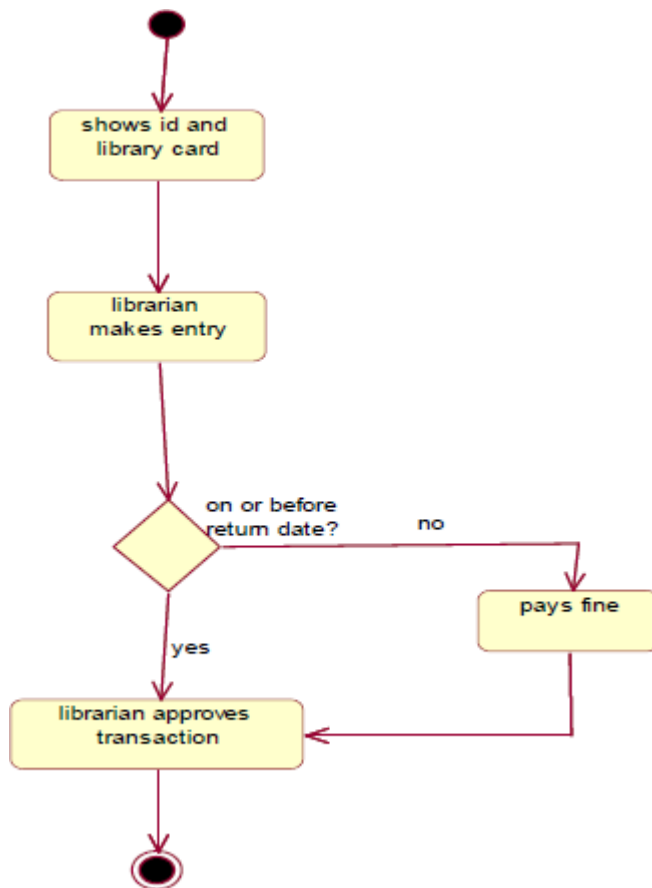 shows id and
library card
librarian
makes entry
on or before
return date?
no
pays fine
yes
librarian approves
transaction